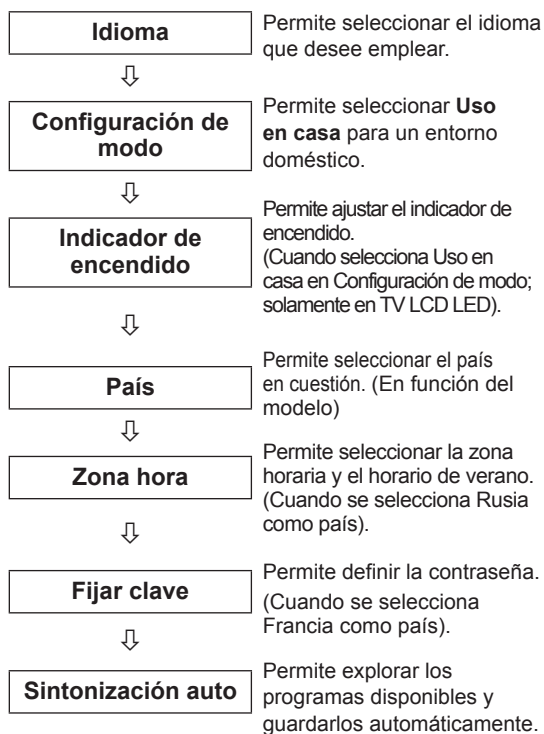 Idioma
Permite seleccionar el idioma
que desee emplear.
Configuración de
modo
Permite seleccionar Uso
en casa para un entorno
doméstico.
Indicador de
encendido
Permite ajustar el indicador de
encendido.
(Cuando selecciona Uso en
casa en Configuración de modo;
solamente en TV LCD LED).
País
Permite seleccionar el país
en cuestión. (En función del
modelo)
Zona hora
Permite seleccionar la zona
horaria y el horario de verano.
(Cuando se selecciona Rusia
como país).
Fijar clave
Permite definir la contraseña.
(Cuando se selecciona
Francia como país).
Sintonización auto
Permite explorar los
programas disponibles y
guardarlos automáticamente.